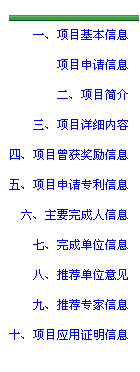 一、项目基本信息
项目申请信息
二、项目简介
三、项目详细内容
四、项目曾获奖励信息
五、项目申请专利信息
六、主要完成人信息
七、完成单位信息
八、推荐单位意见
九、推荐专家信息
十、项目应用证明信息